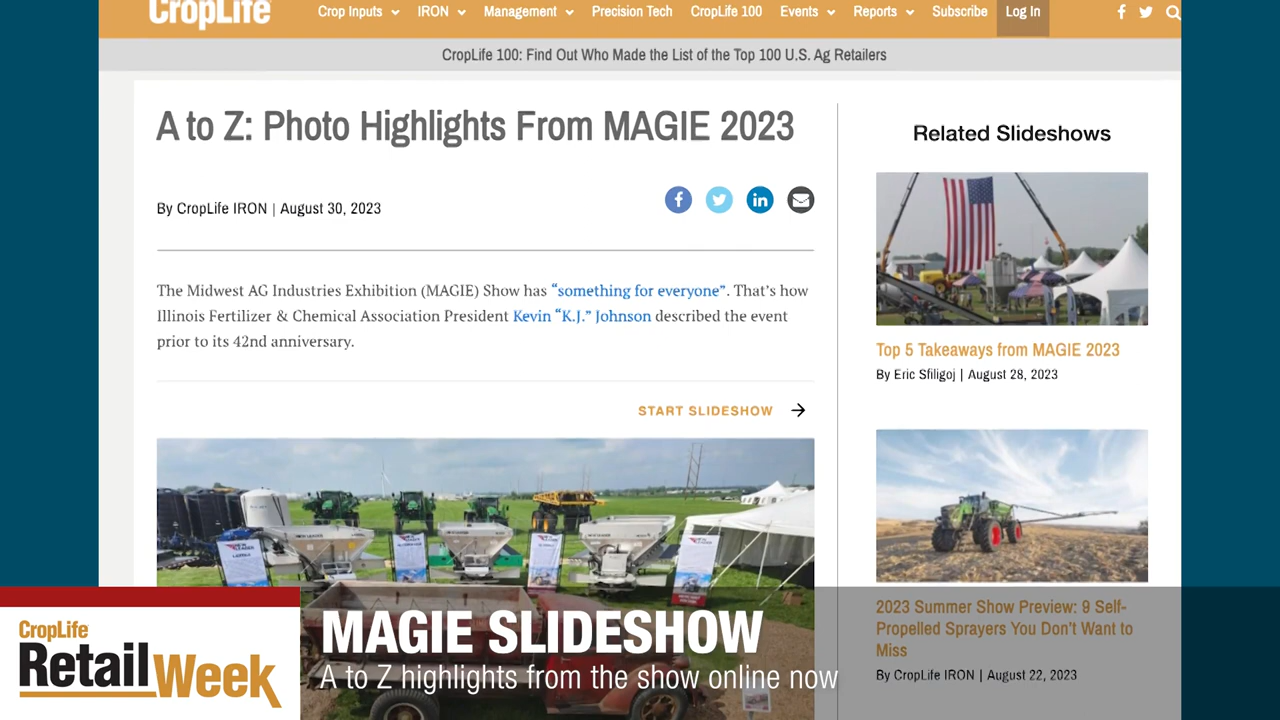 CropLife
Crop Inputs IRON Management Precision Tech CropLife 100 Events Reports Subscribe Log In
CropLife 100: Find Out Who Made the List of the Top 100 U.S. Ag Retailers
A to Z: Photo Highlights From MAGIE 2023
By CropLife IRON | August 30, 2023
The Midwest AG Industries Exhibition (MAGIE) Show has “something for everyone”. That’s how
Illinois Fertilizer & Chemical Association President Kevin “K.J.” Johnson described the event
prior to its 42nd anniversary.
START SLIDESHOW
Related Slideshows
Top 5 Takeaways from MAGIE 2023
By Eric Sfiligoj | August 28, 2023
2023 Summer Show Preview: 9 Self-
Propelled Sprayers You Don’t Want to
Miss
By CropLife IRON | August 22, 2023
CropLife
RetailWeek
MAGIE SLIDESHOW
A to Z highlights from the show online now